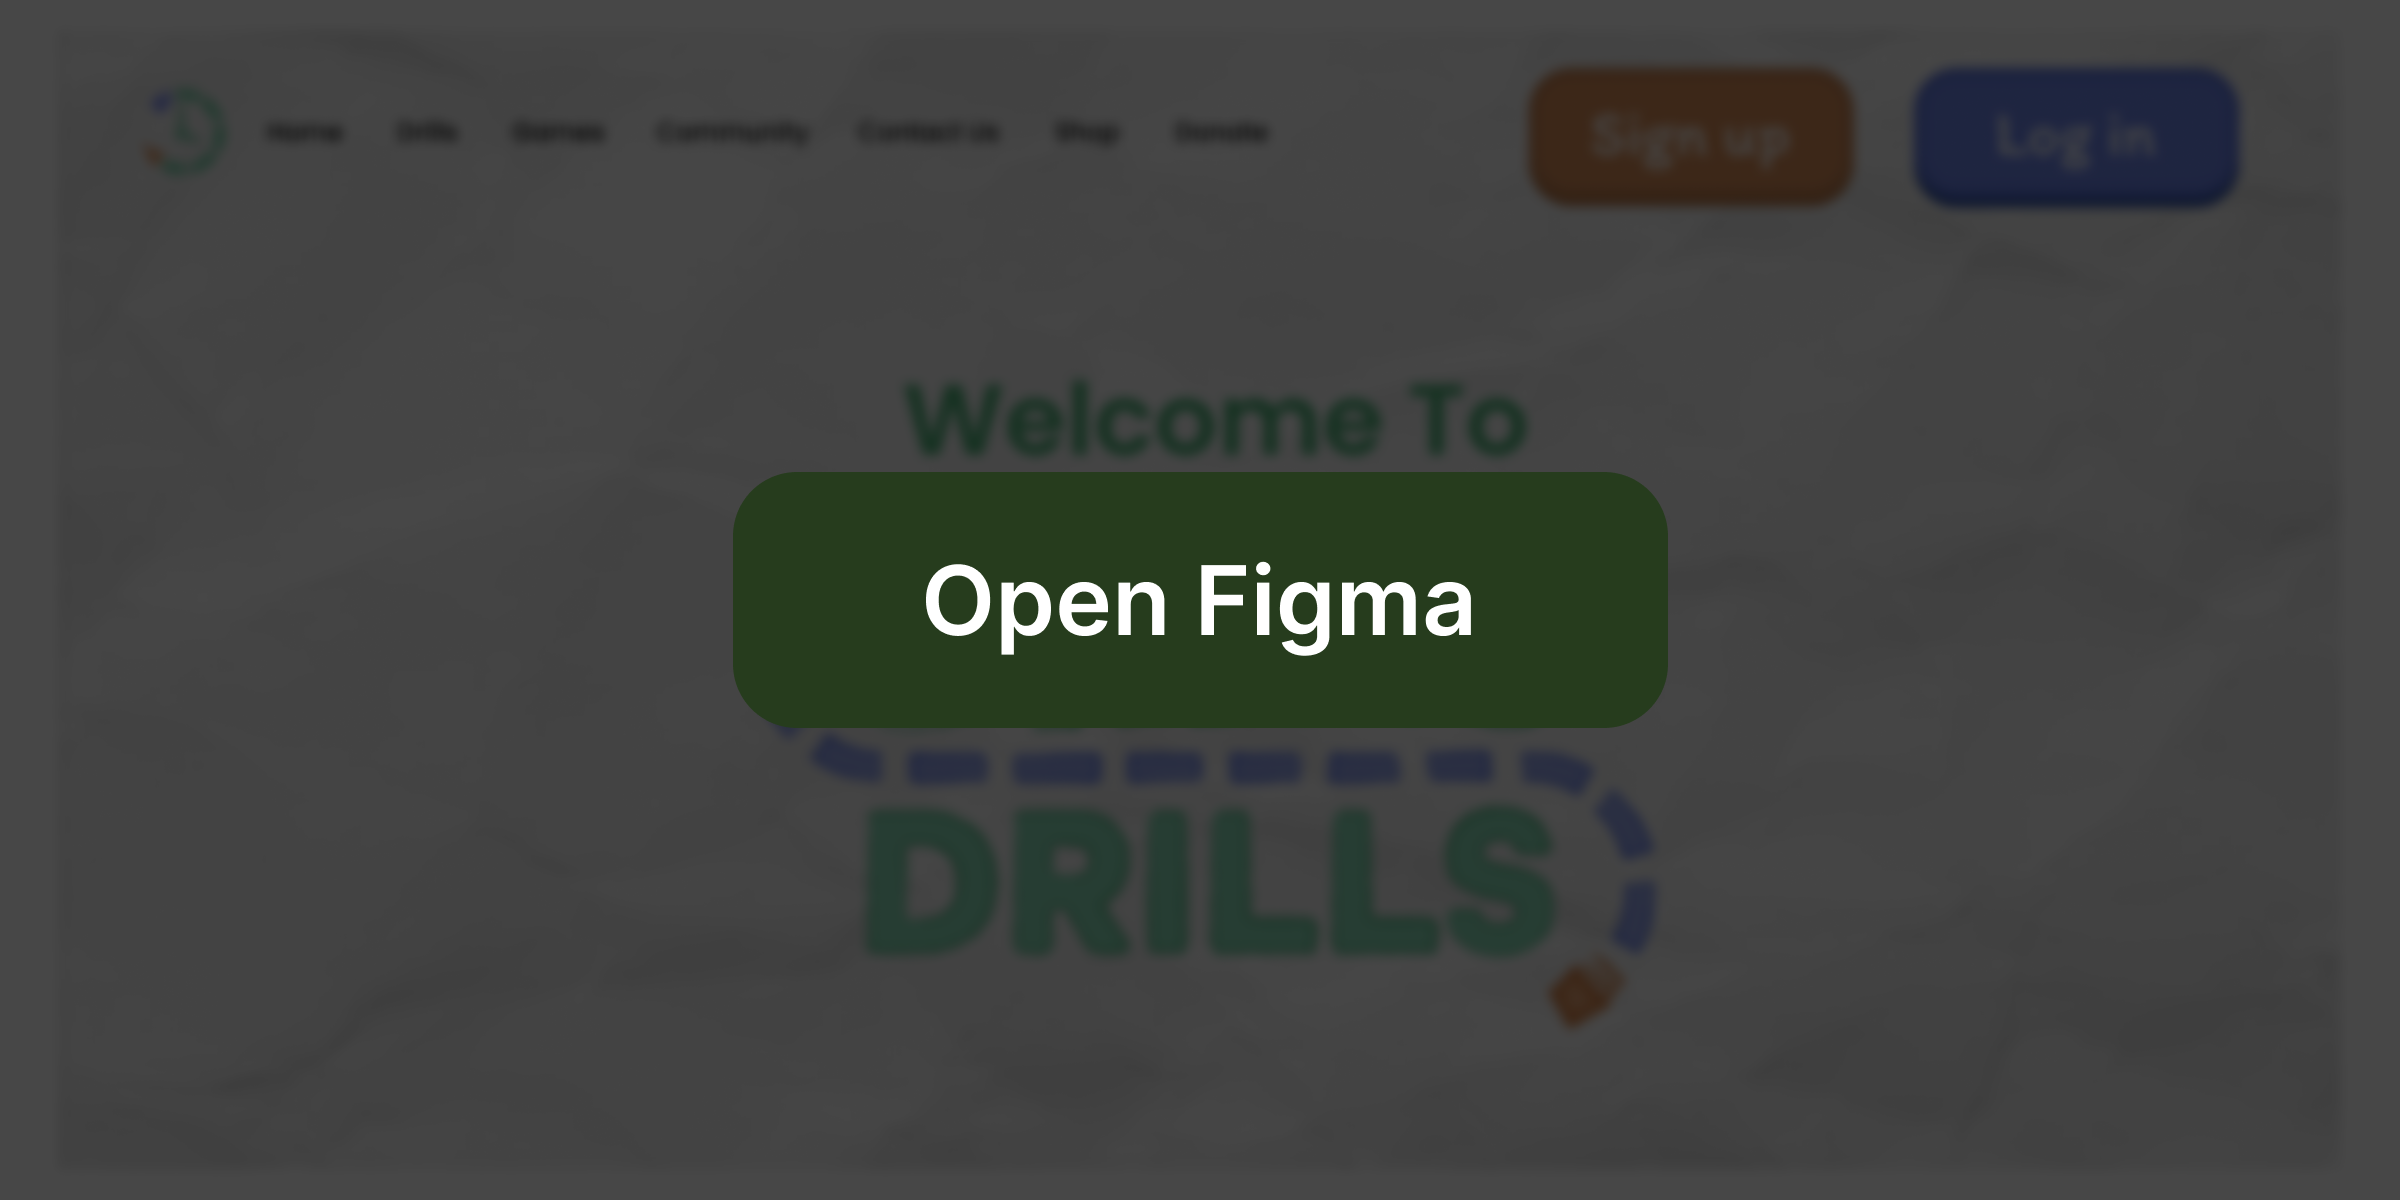 Home Drills Games Community Contact Us Shop Donate Sign up Log in
Welcome To
Open Figma
DRILLS